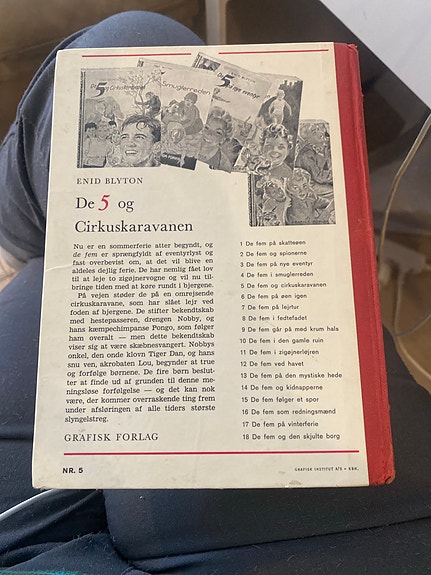 De 5
og Cirkuskaravanen
Smuglerreden
De 5
på nye eventyr
ENID BLYTON
De 5 og
Cirkuskaravanen
Nu er en sommerferie atter begyndt, og
de fem er sprængfyldt af eventyrlyst og
fast overbevist om, at det vil blive en
aldeles dejlig ferie. De har nemlig fået lov
til at leje to zigøjnervogne og vil nu til-
bringe tiden med at køre rundt i bjergene.
På vejen støder de på en omrejsende
cirkuskaravane, som har slået lejr ved
foden af bjergene. De stifter bekendtskab
med hestepasseren, drengen Nobby, og
hans kæmpechimpanse Pongo, som følger
ham overalt — men dette bekendtskab
viser sig at være skæbnesvangert. Nobbys
onkel, den onde klovn Tiger Dan, og hans
snu ven, akrobaten Lou, begynder at true
og forfølge børnene. De fire børn beslut-
ter at finde ud af grunden til denne me-
ningsløse forfølgelse — og det kan nok
være, der kommer overraskende ting frem
under afsløringen af alle tiders største
slyngelstreg.
GRAFISK FORLAG
1 De fem på skatteøen
2 De fem og spionerne
3 De fem på nye eventyr
4 De fem i smuglerreden
5 De fem og cirkuskaravanen
6 De fem på øen igen
7 De fem på lejrtur
8 De fem i fedtefadet
9 De fem går på med krum hals
10 De fem i den gamle ruin
11 De fem i zigøjnerlejren
12 De fem ved havet
13 De fem på den mystiske hede
14 De fem og kidnapperne
15 De fem følger et spor
16 De fem som redningsmænd
17 De fem på vinterferie
18 De fem og den skjulte borg
NR. 5
GRAFISK INSTITUT A/S - KBH.